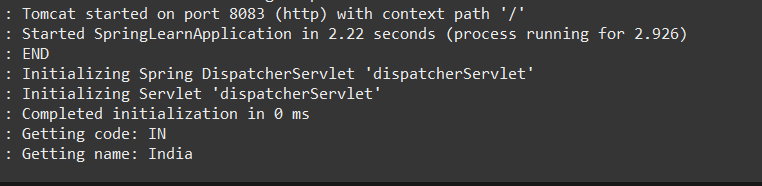 : Tomcat started on port 8083 (http) with context path '/'
: Started SpringLearnApplication in 2.22 seconds (process running for 2.926)
: END
: Initializing Spring DispatcherServlet 'dispatcherServlet'
: Initializing Servlet 'dispatcherServlet'
: Completed initialization in 0 ms
: Getting code: IN
: Getting name: India